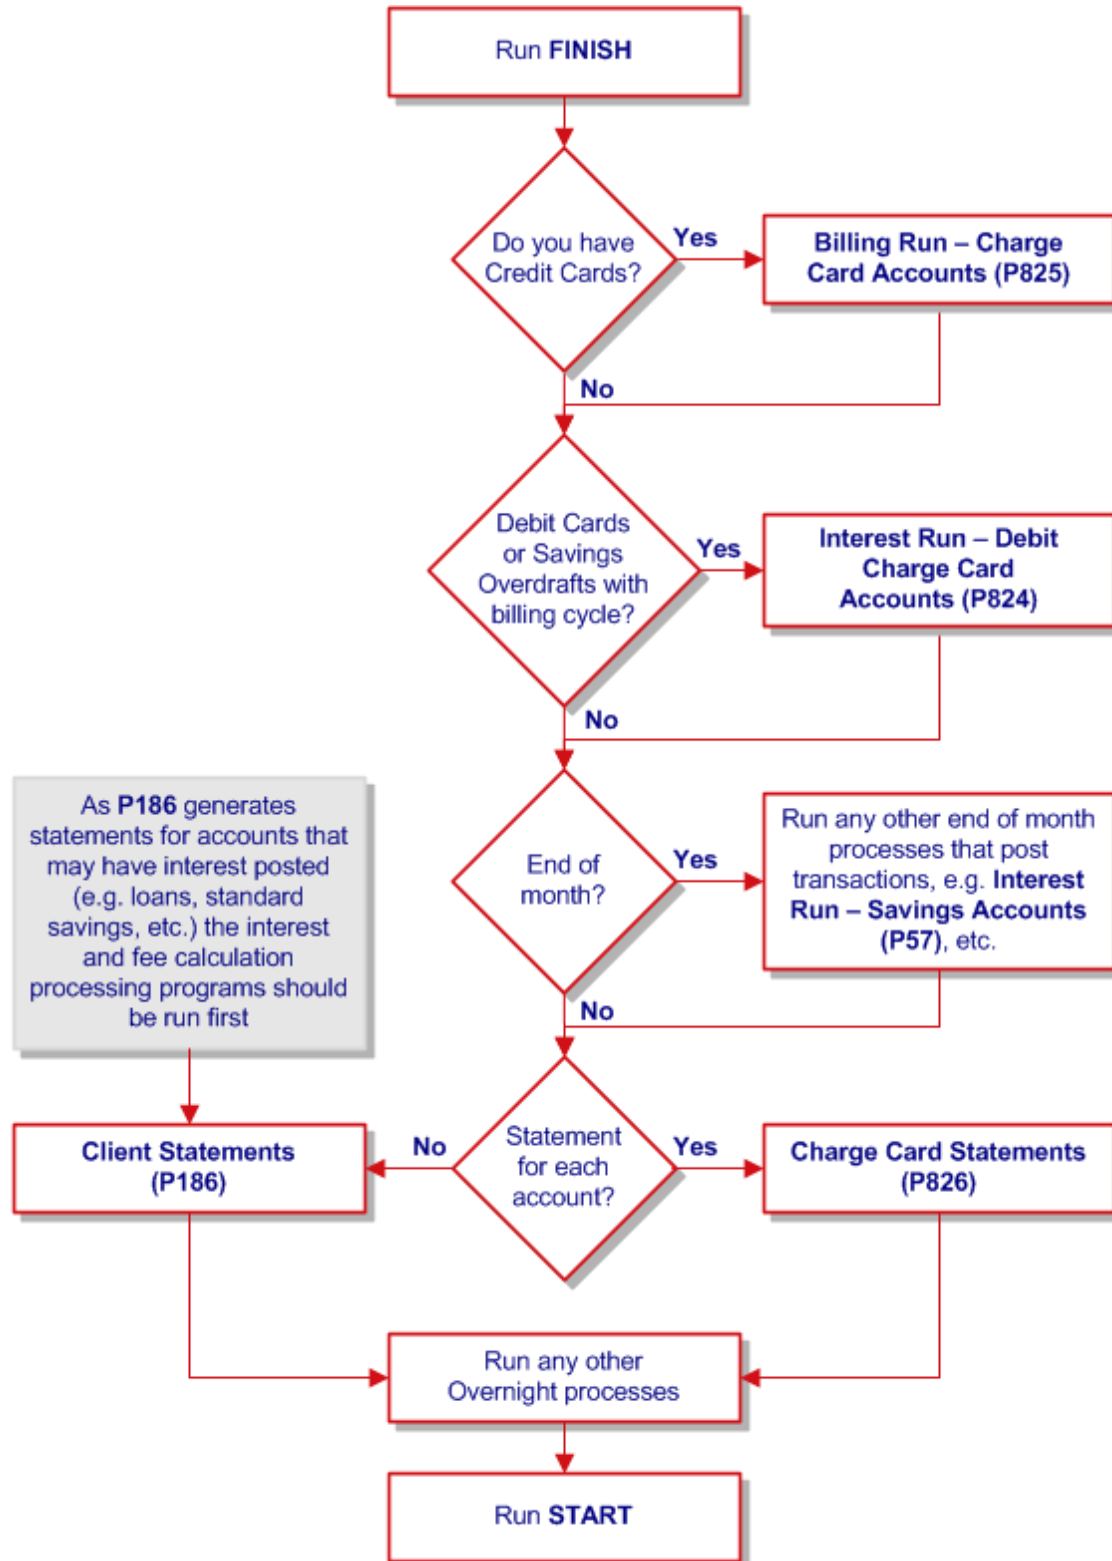 Run FINISH
Do you have
Credit Cards?
Yes
Billing Run – Charge
Card Accounts (P825)
No
Debit Cards
or Savings
Overdrafts with
billing cycle?
Yes
Interest Run – Debit
Charge Card
Accounts (P824)
No
As P186 generates
statements for accounts that
may have interest posted
(e.g. loans, standard
savings, etc.) the interest
and fee calculation
processing programs should
be run first
End of
month?
Yes
Run any other end of month
processes that post
transactions, e.g. Interest
Run – Savings Accounts
(P57), etc.
No
Client Statements
(P186)
No
Statement
for each
account?
Yes
Charge Card Statements
(P826)
Run any other
Overnight processes
Run START